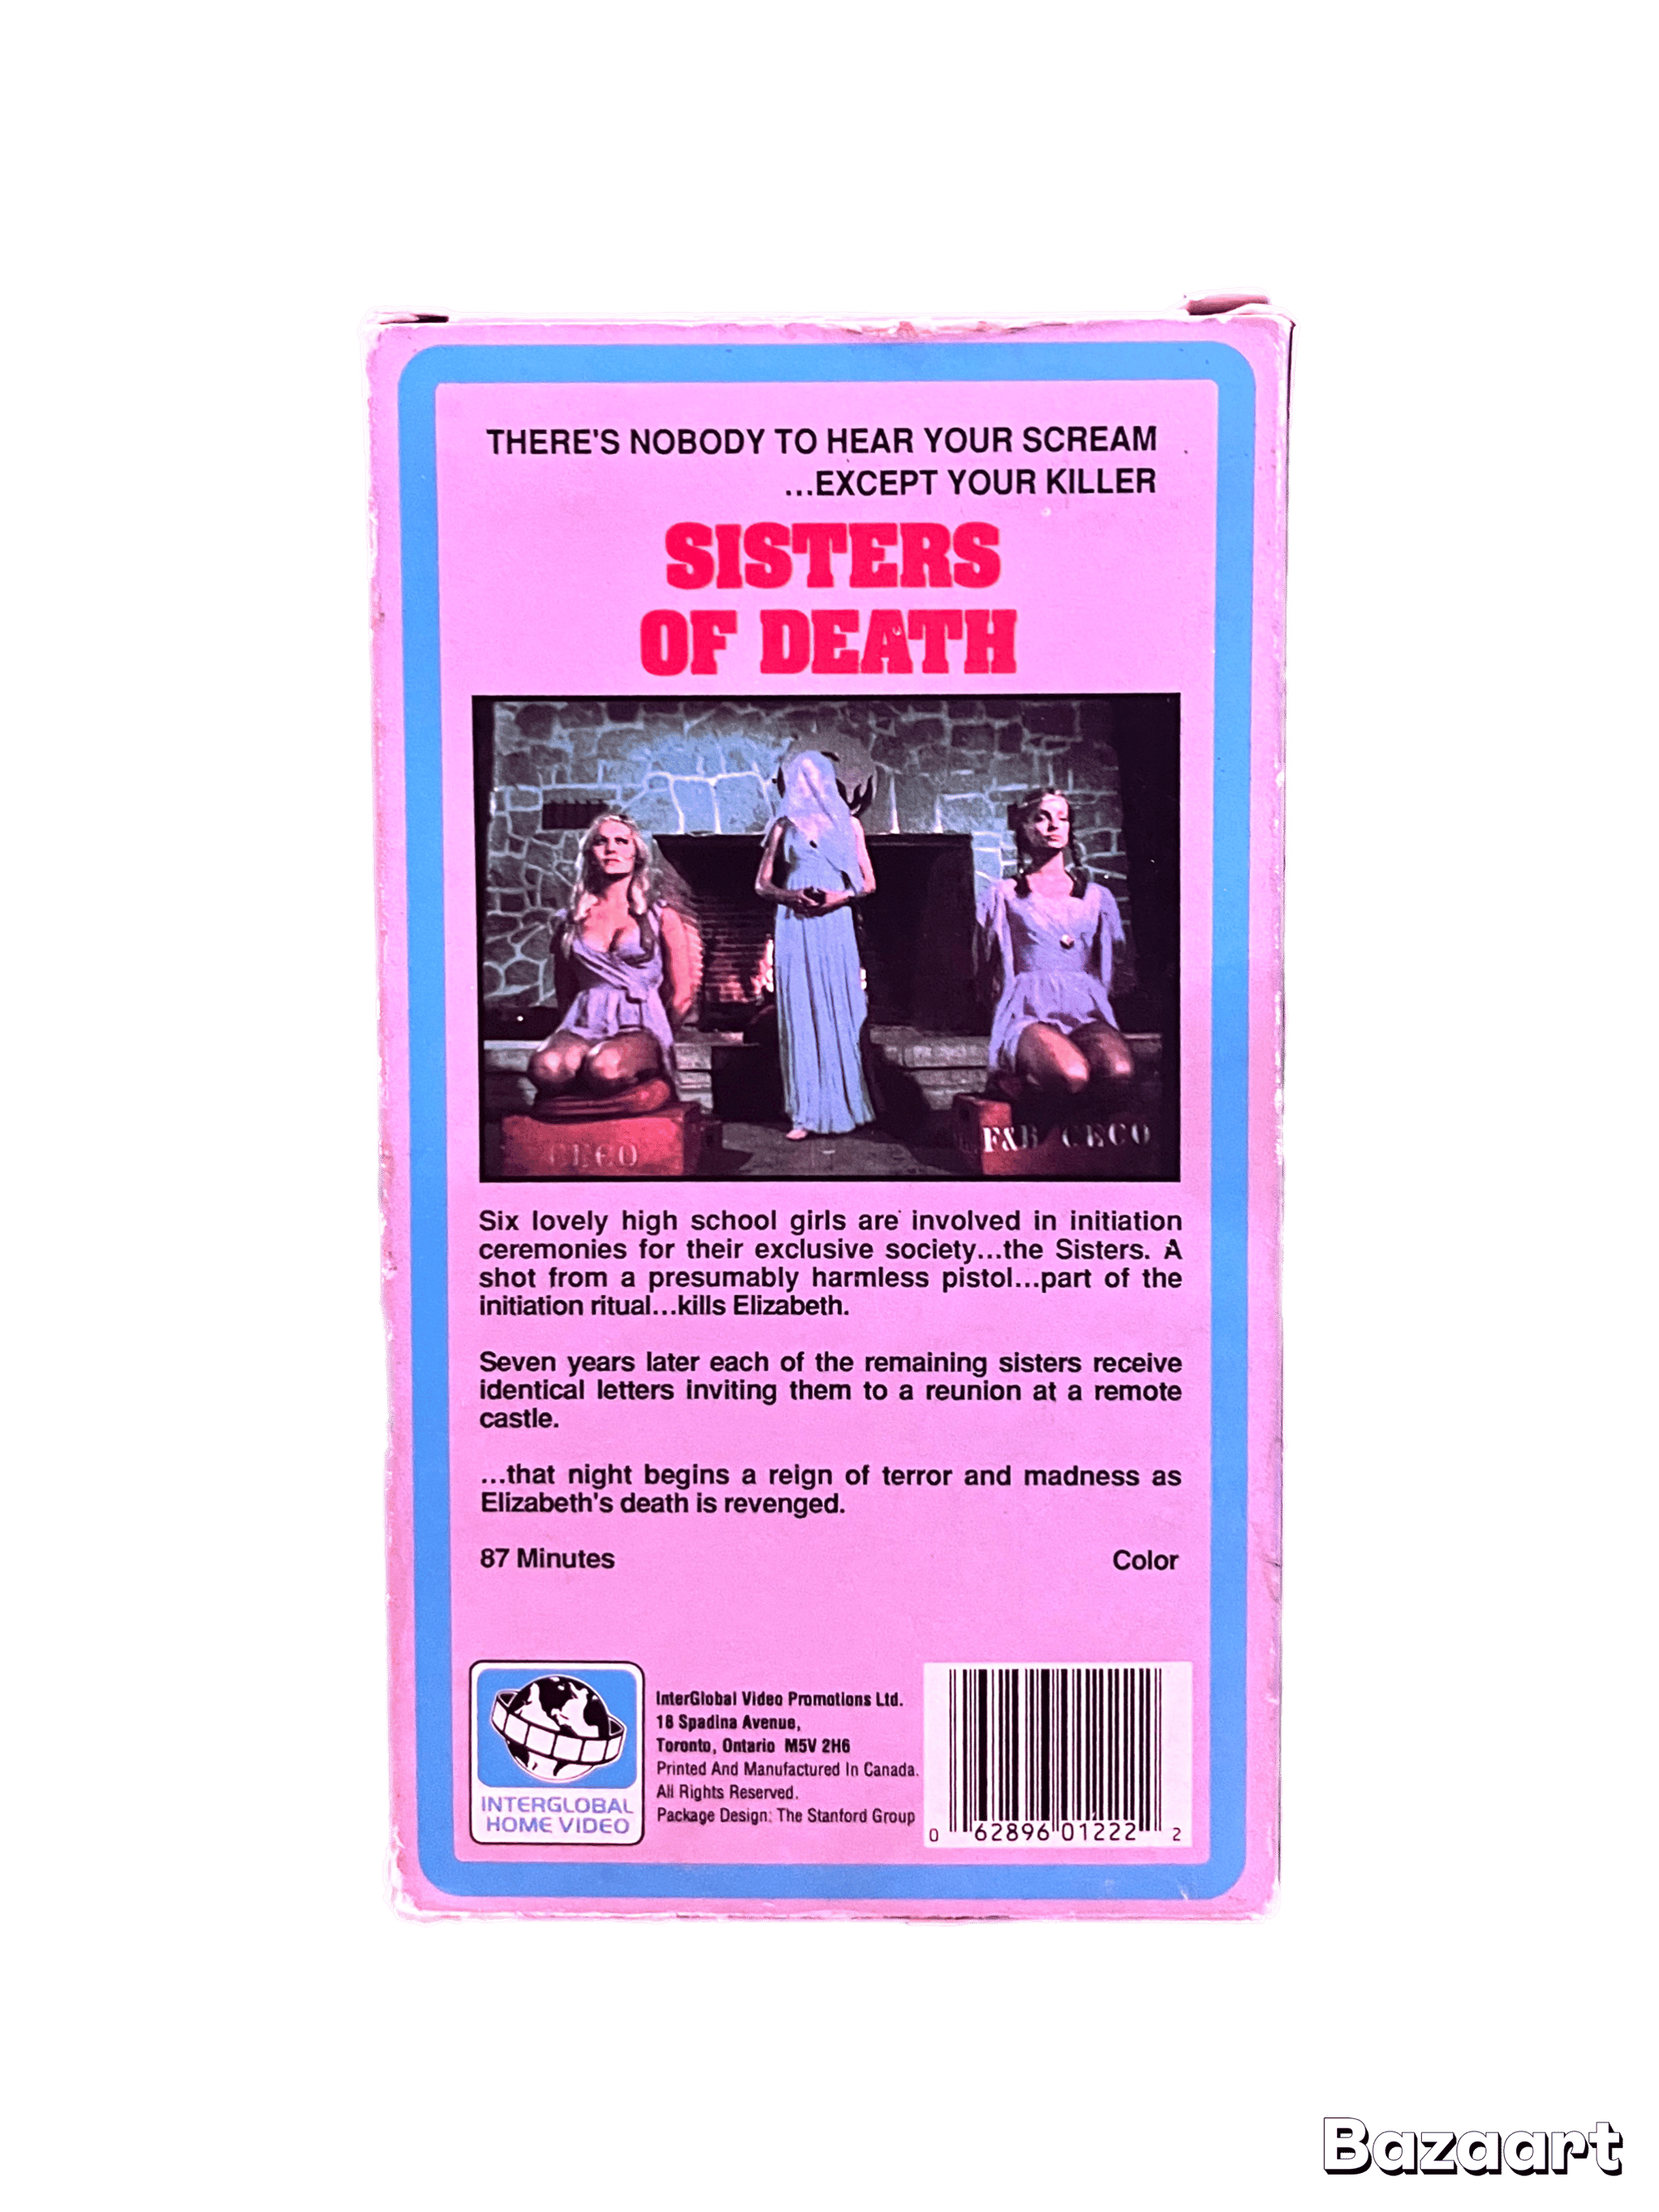 THERE'S NOBODY TO HEAR YOUR SCREAM
...EXCEPT YOUR KILLER
SISTERS
OF DEATH
CLEO
F&B CECO
Six lovely high school girls are involved in initiation
ceremonies for their exclusive society...the Sisters. A
shot from a presumably harmless pistol...part of the
initiation ritual...kills Elizabeth.
Seven years later each of the remaining sisters receive
identical letters inviting them to a reunion at a remote
castle.
...that night begins a reign of terror and madness as
Elizabeth's death is revenged.
87 Minutes
Color
INTERGLOBAL
HOME VIDEO
InterGlobal Video Promotions Ltd.
18 Spadina Avenue,
Toronto, Ontario M5V 2H6
Printed And Manufactured In Canada.
All Rights Reserved.
Package Design: The Stanford Group
0 62896 01222 2
Bazaart